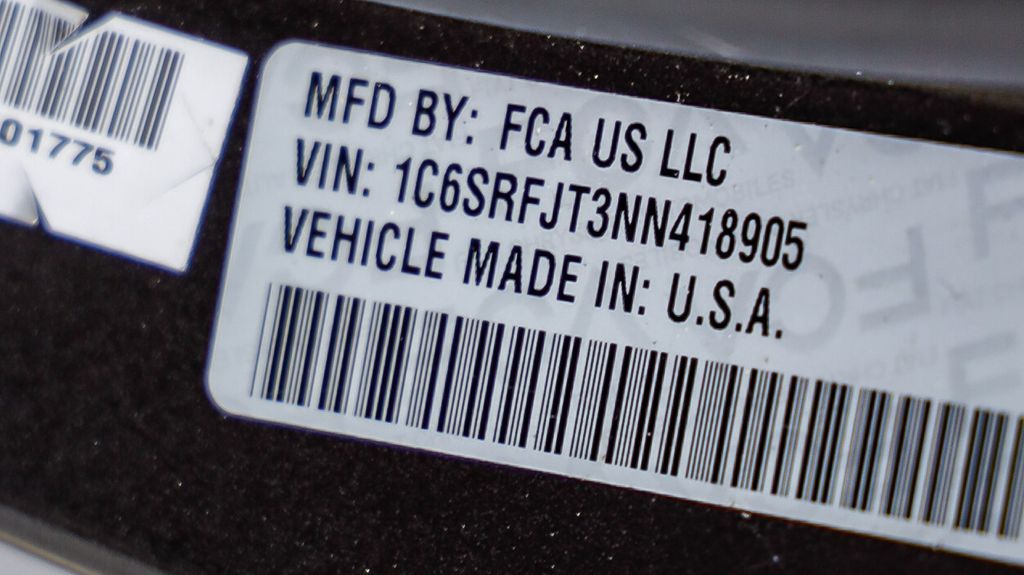 01775
MFD BY: FCA US LLC
VIN: 1C6SRFJT3NN418905
VEHICLE MADE IN: U.S.A.